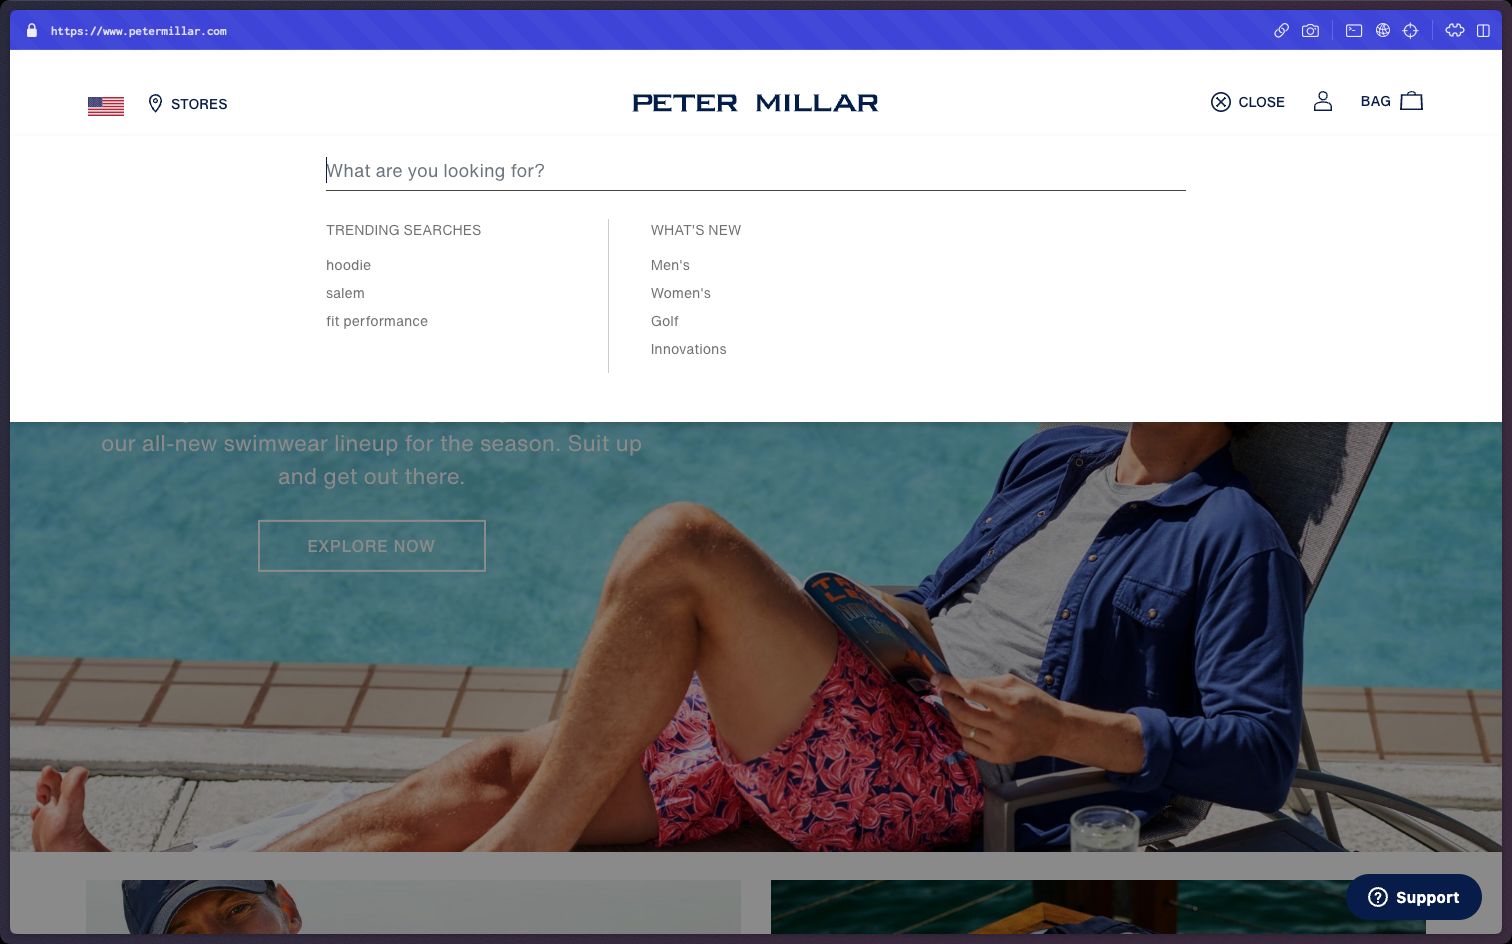 https://www.petermillar.com
STORES
PETER MILLAR
CLOSE
BAG
What are you looking for?
TRENDING SEARCHES
hoodie
salem
fit performance
WHAT'S NEW
Men's
Women's
Golf
Innovations
our all-new swimwear lineup for the season. Suit up
and get out there.
EXPLORE NOW
Support